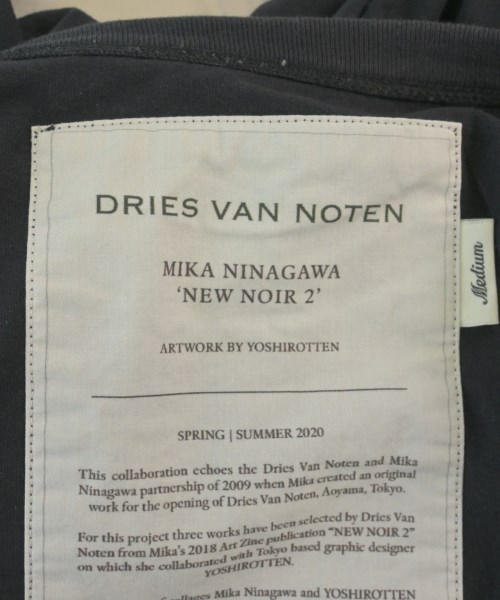 DRIES VAN NOTEN
MIKA NINAGAWA
'NEW NOIR 2'
ARTWORK BY YOSHIROTTEN
SPRING | SUMMER 2020
This collaboration echoes the Dries Van Noten and Mika
Ninagawa partnership of 2009 when Mika created an original
work for the opening of Dries Van Noten, Aoyama, Tokyo.
For this project three works have been selected by Dries Van
Noten from Mika's 2018 Art Zine publication "NEW NOIR 2"
on which she collaborated with Tokyo based graphic designer
YOSHIROTTEN.
collages Mika Ninagawa and YOSHIROTTEN
Medium